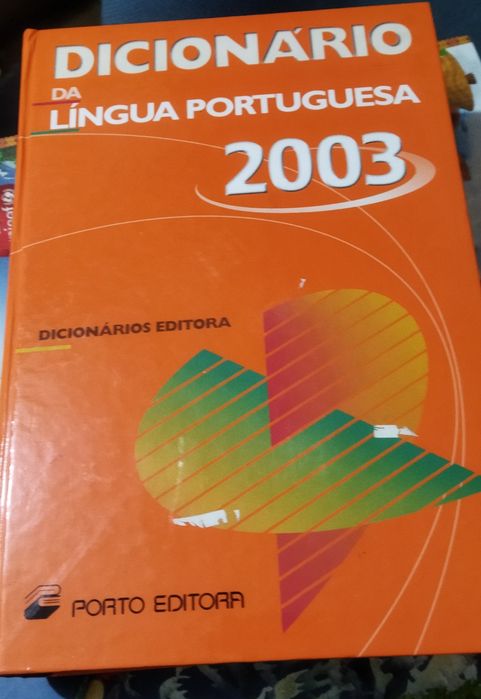 DICIONÁRIO
DA
LÍNGUA PORTUGUESA
2003
DICIONÁRIOS EDITORA
PORTO EDITORA